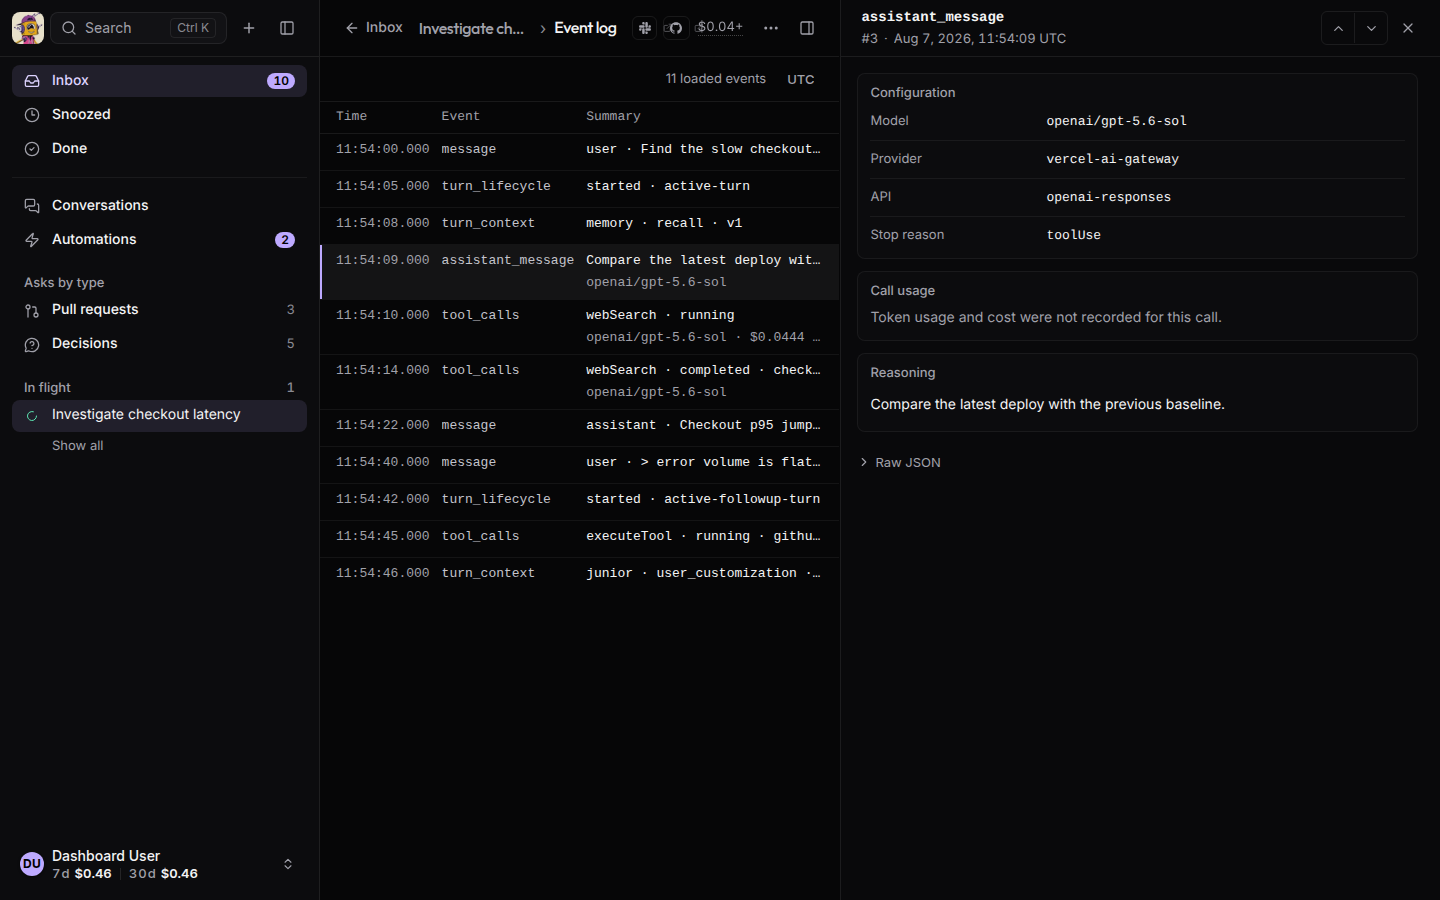 Search
Ctrl K
Inbox
10
Snoozed
Done
Conversations
Automations
2
Asks by type
Pull requests
3
Decisions
5
In flight
1
Investigate checkout latency
Show all
DU
Dashboard User
7d $0.46
30d $0.46
Inbox
Investigate ch…
Event log
$0.04+
11 loaded events
UTC
Time Event Summary
11:54:00.000 message user · Find the slow checkout…
11:54:05.000 turn_lifecycle started · active-turn
11:54:08.000 turn_context memory · recall · v1
11:54:09.000 assistant_message Compare the latest deploy wit…
openai/gpt-5.6-sol
11:54:10.000 tool_calls webSearch · running
openai/gpt-5.6-sol · $0.0444 …
11:54:14.000 tool_calls webSearch · completed · check…
openai/gpt-5.6-sol
11:54:22.000 message assistant · Checkout p95 jump…
11:54:40.000 message user · > error volume is flat…
11:54:42.000 turn_lifecycle started · active-followup-turn
11:54:45.000 tool_calls executeTool · running · githu…
11:54:46.000 turn_context junior · user_customization ·…
assistant_message
#3 · Aug 7, 2026, 11:54:09 UTC
Configuration
Model openai/gpt-5.6-sol
Provider vercel-ai-gateway
API openai-responses
Stop reason toolUse
Call usage
Token usage and cost were not recorded for this call.
Reasoning
Compare the latest deploy with the previous baseline.
Raw JSON